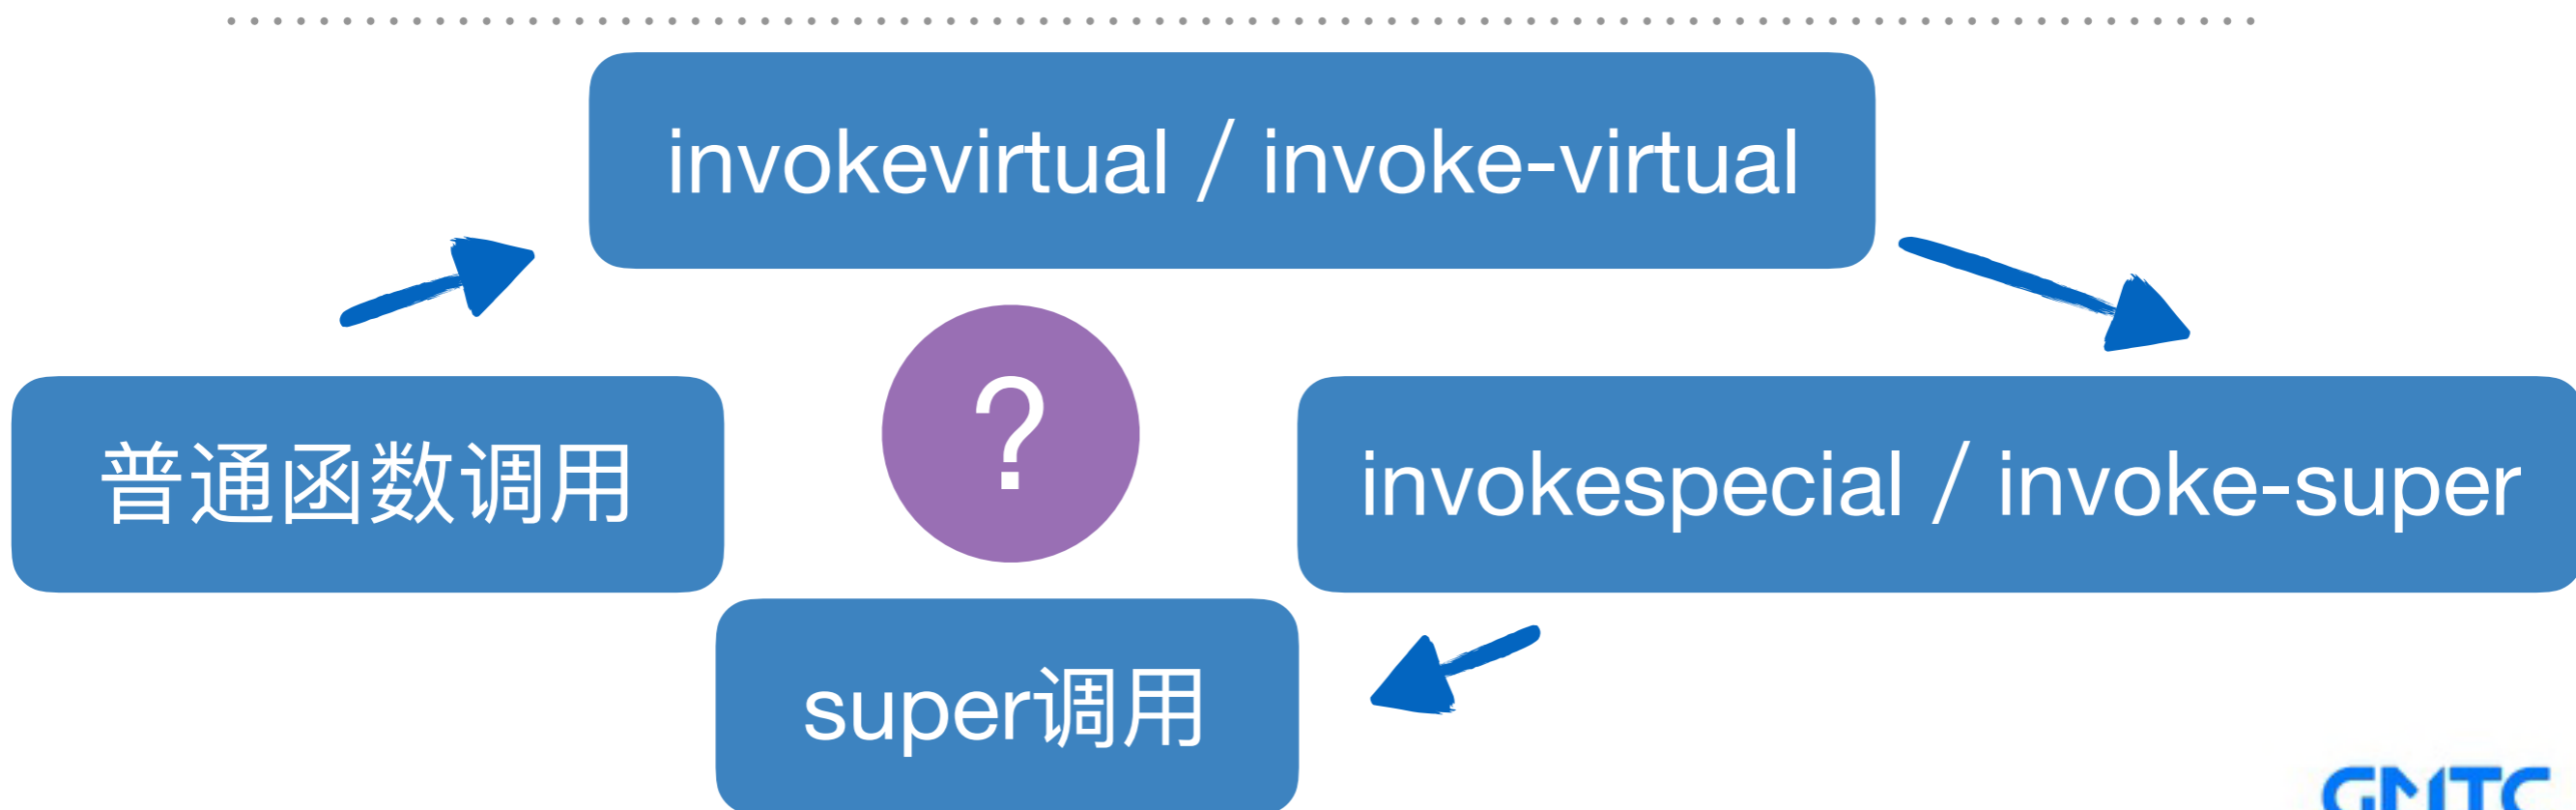 invokevirtual / invoke-virtual
?
普通函数调用
invokespecial / invoke-super
super调用
GMTC